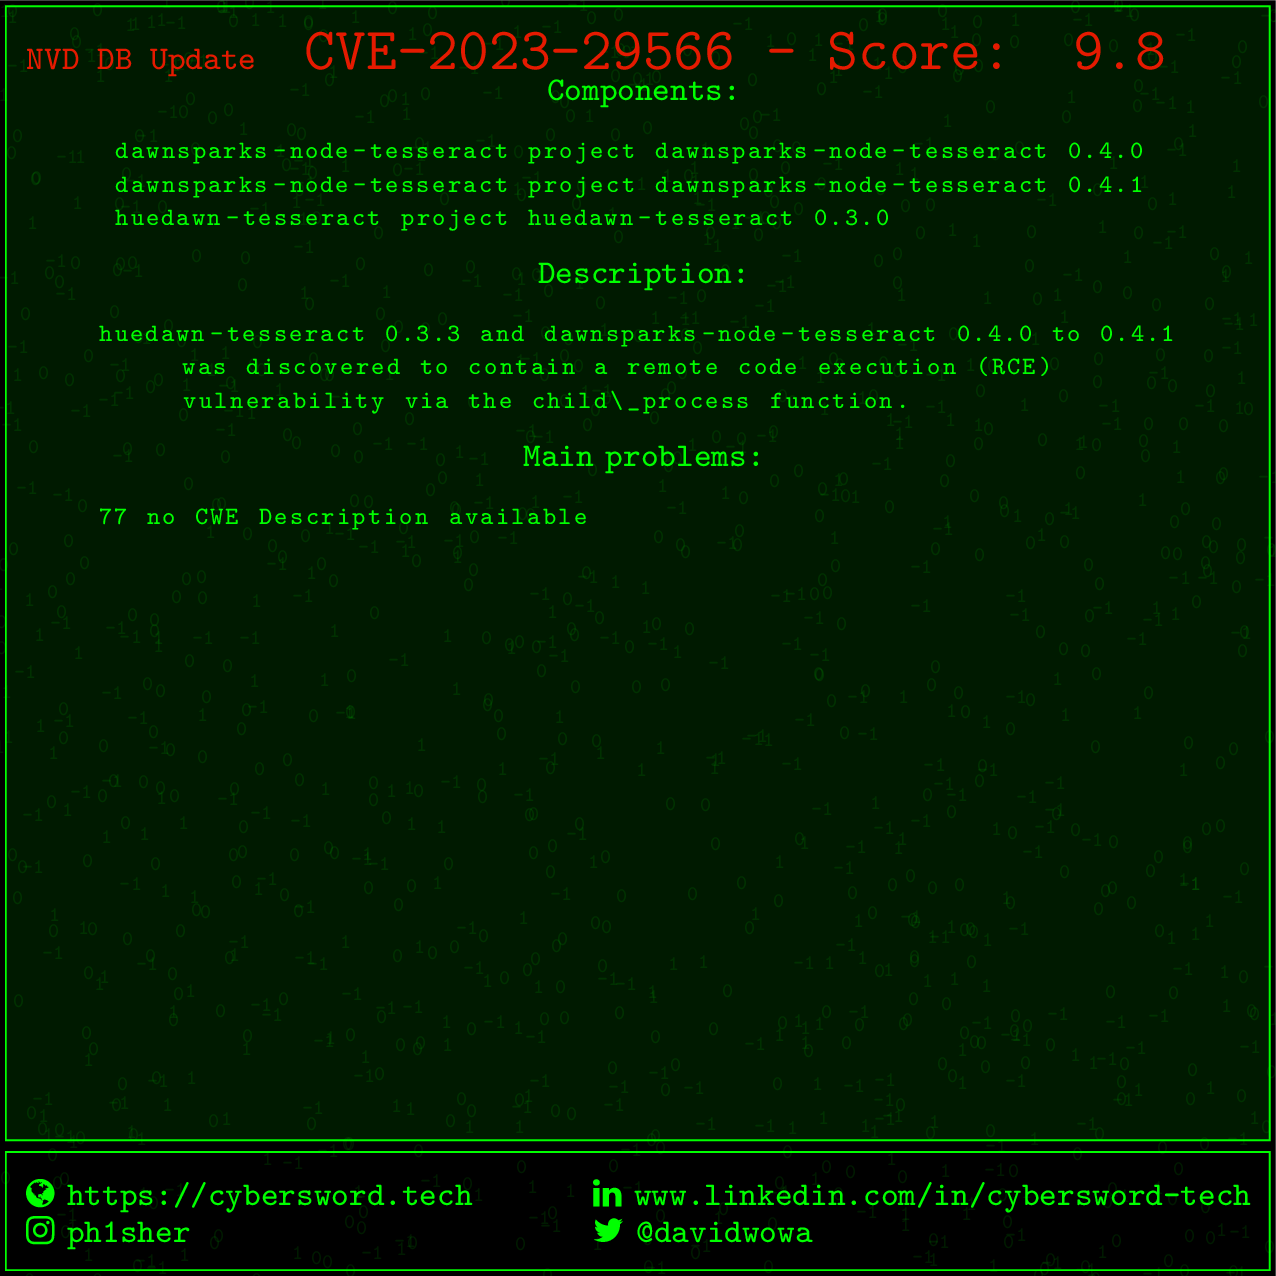 NVD DB Update CVE-2023-29566 - Score: 9.8
Components:
dawnsparks-node-tesseract project dawnsparks-node-tesseract 0.4.0
dawnsparks-node-tesseract project dawnsparks-node-tesseract 0.4.1
huedawn-tesseract project huedawn-tesseract 0.3.0
Description:
huedawn-tesseract 0.3.3 and dawnsparks-node-tesseract 0.4.0 to 0.4.1
was discovered to contain a remote code execution (RCE)
vulnerability via the child\_process function.
Main problems:
77 no CWE Description available
https://cybersword.tech
www.linkedin.com/in/cybersword-tech
ph1sher
@davidwowa